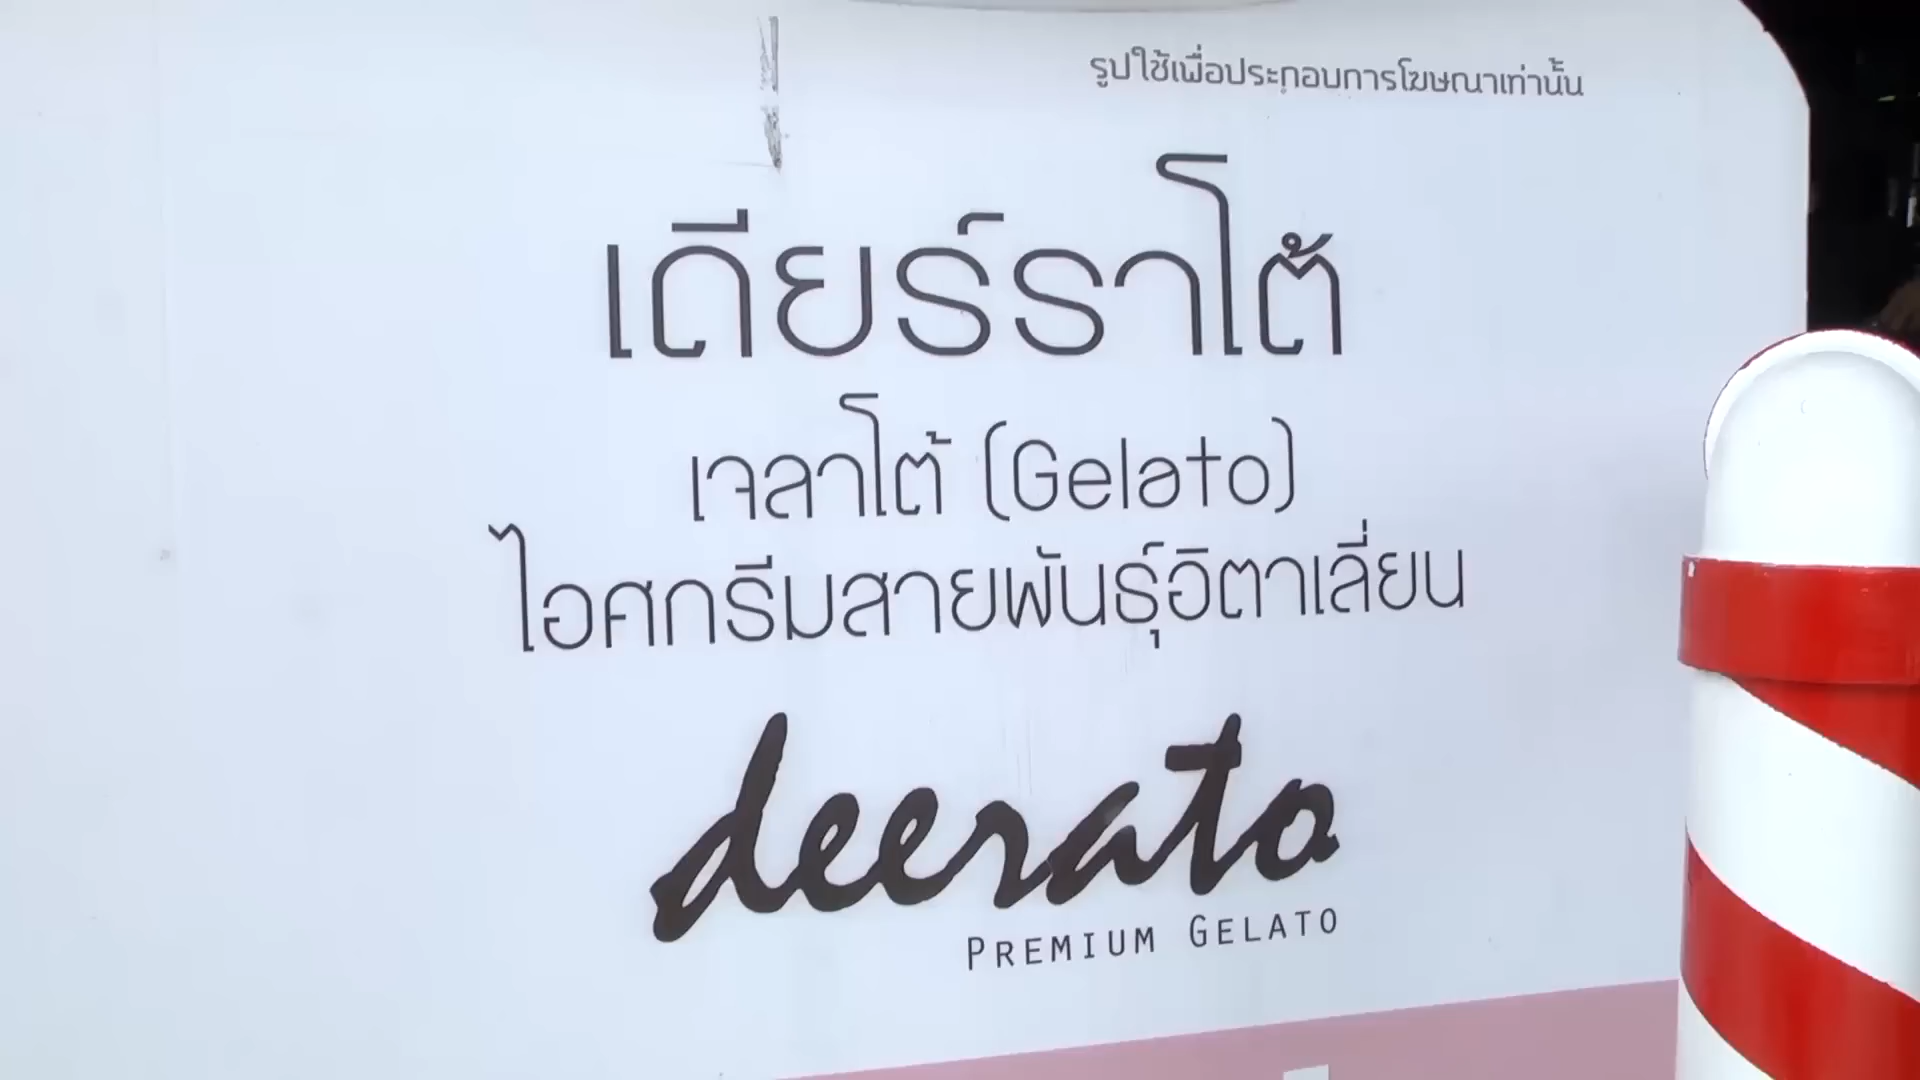 รูปใช้เพื่อประกอบการโฆษณาเท่านั้น
เดียร์ราโต้
เจลาโต้ (Gelato)
ไอศกรีมสายพันธุ์อิตาเลี่ยน
deerato
PREMIUM GELATO